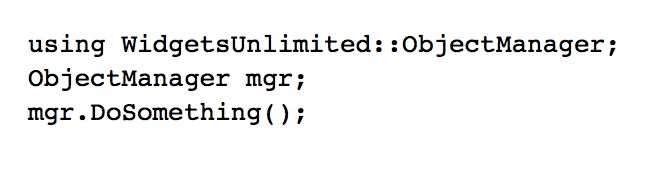 using WidgetsUnlimited::ObjectManager;
ObjectManager mgr;
mgr.DoSomething();